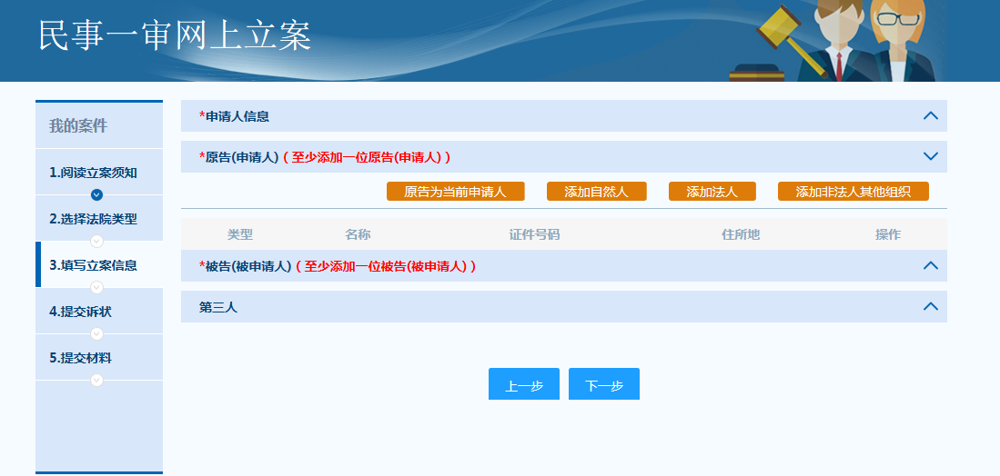 民事一审网上立案
我的案件
1.阅读立案须知
2.选择法院类型
3.填写立案信息
4.提交诉状
5.提交材料
*申请人信息
*原告(申请人)(至少添加一位原告(申请人))
原告为当前申请人 添加自然人 添加法人 添加非法人其他组织
类型 名称 证件号码 住所地 操作
*被告(被申请人)(至少添加一位被告(被申请人))
第三人
上一步 下一步